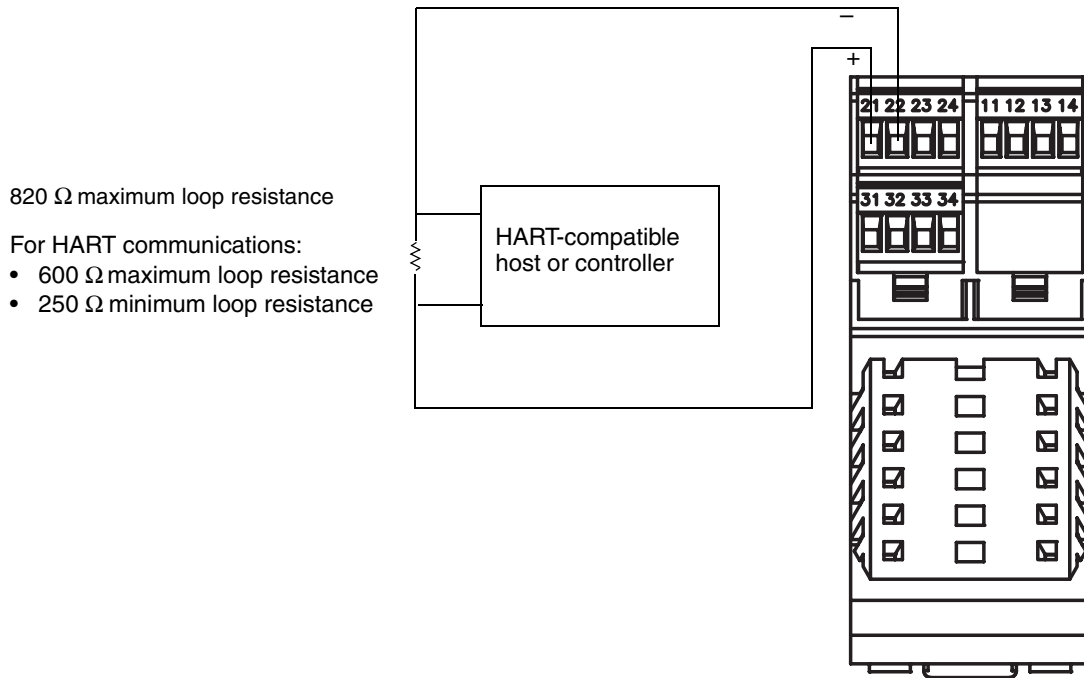 –
+
21 22 23 24 11 12 13 14
31 32 33 34
820 Ω maximum loop resistance
For HART communications:
• 600 Ω maximum loop resistance
• 250 Ω minimum loop resistance
HART-compatible
host or controller